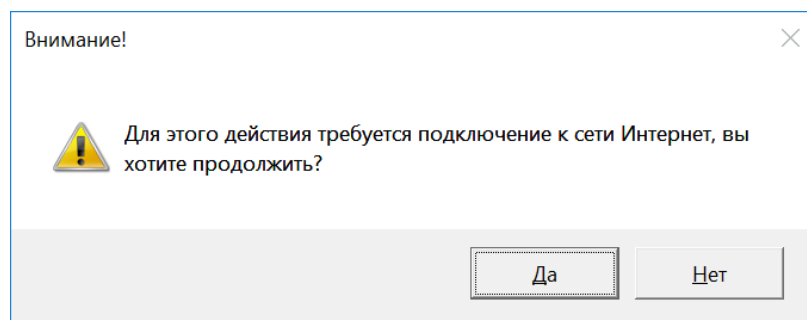 Внимание!
Для этого действия требуется подключение к сети Интернет, вы
хотите продолжить?
Да
Нет